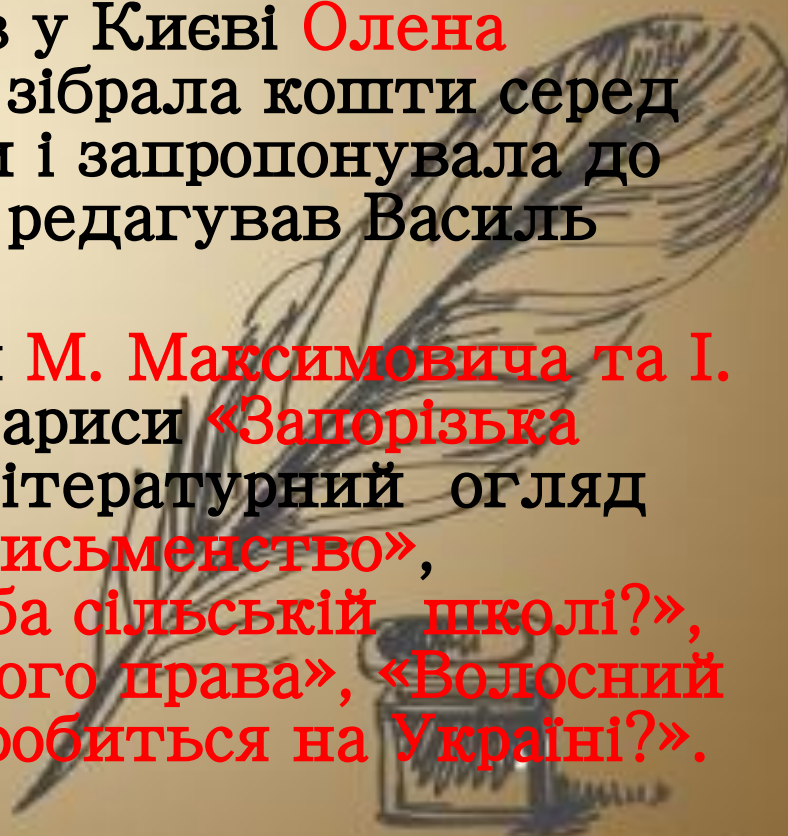 в у Києві Олена
зібрала кошти серед
и і запропонувала до
редагував Василь
М. Максимовича та І.
ариси «Запорізька
ітературний огляд
исьменство»,
ба сільській школі?»,
ого права», «Волосний
робиться на Україні?».